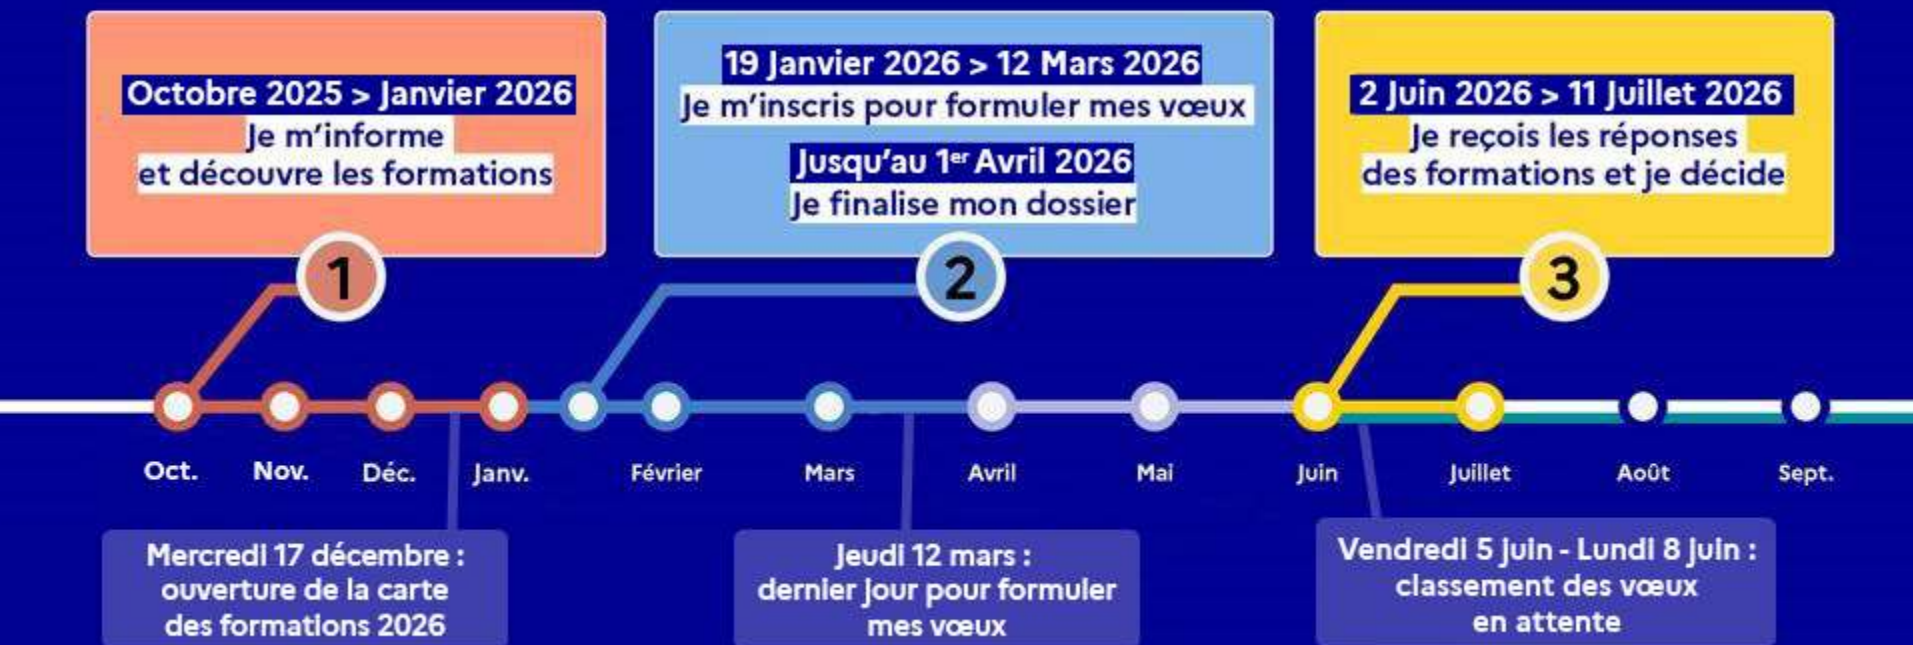 Octobre 2025 > Janvier 2026
Je m'informe
et découvre les formations
1
19 Janvier 2026 > 12 Mars 2026
Je m'inscris pour formuler mes vœux
Jusqu'au 1er Avril 2026
Je finalise mon dossier
2
2 Juin 2026 > 11 Juillet 2026
Je reçois les réponses
des formations et je décide
3
Oct. Nov. Déc. Janv. Février Mars Avril Mai Juin Juillet Août Sept.
Mercredi 17 décembre :
ouverture de la carte
des formations 2026
Jeudi 12 mars :
dernier jour pour formuler
mes vœux
Vendredi 5 juin - Lundi 8 juin :
classement des vœux
en attente